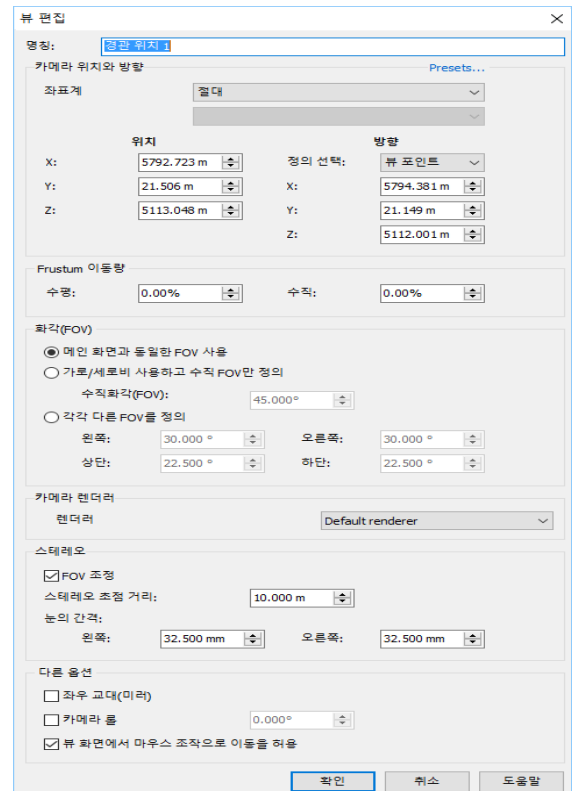 뷰 편집
명칭: 경관 위치 1
카메라 위치와 방향 Presets...
좌표계 절대
위치 방향
X: 5792.723 m 정의 선택: 뷰 포인트
Y: 21.506 m X: 5794.381 m
Z: 5113.048 m Y: 21.149 m
Z: 5112.001 m
Frustum 이동량
수평: 0.00% 수직: 0.00%
화각(FOV)
메인 화면과 동일한 FOV 사용
가로/세로비 사용하고 수직 FOV만 정의
수직화각(FOV): 45.000°
각각 다른 FOV를 정의
왼쪽: 30.000 ° 오른쪽: 30.000 °
상단: 22.500 ° 하단: 22.500 °
카메라 렌더러
렌더러 Default renderer
스테레오
FOV 조정
스테레오 초점 거리: 10.000 m
눈의 간격:
왼쪽: 32.500 mm 오른쪽: 32.500 mm
다른 옵션
좌우 교대(미러)
카메라 롤 0.000°
뷰 화면에서 마우스 조작으로 이동을 허용
확인 취소 도움말